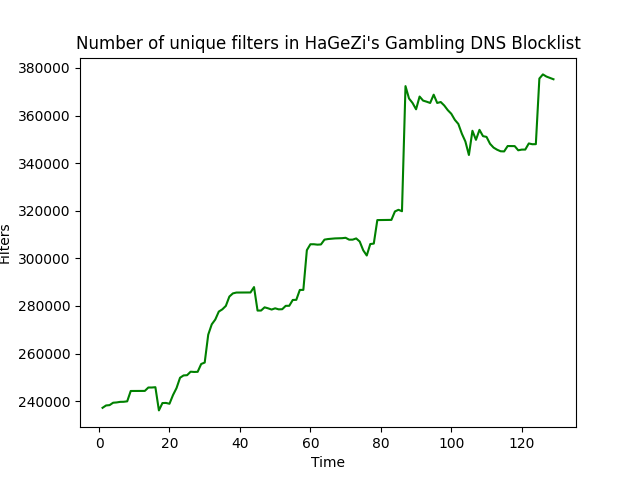 Number of unique filters in HaGeZi's Gambling DNS Blocklist
380000
360000
340000
320000
300000
280000
260000
240000
Filters
0 20 40 60 80 100 120
Time